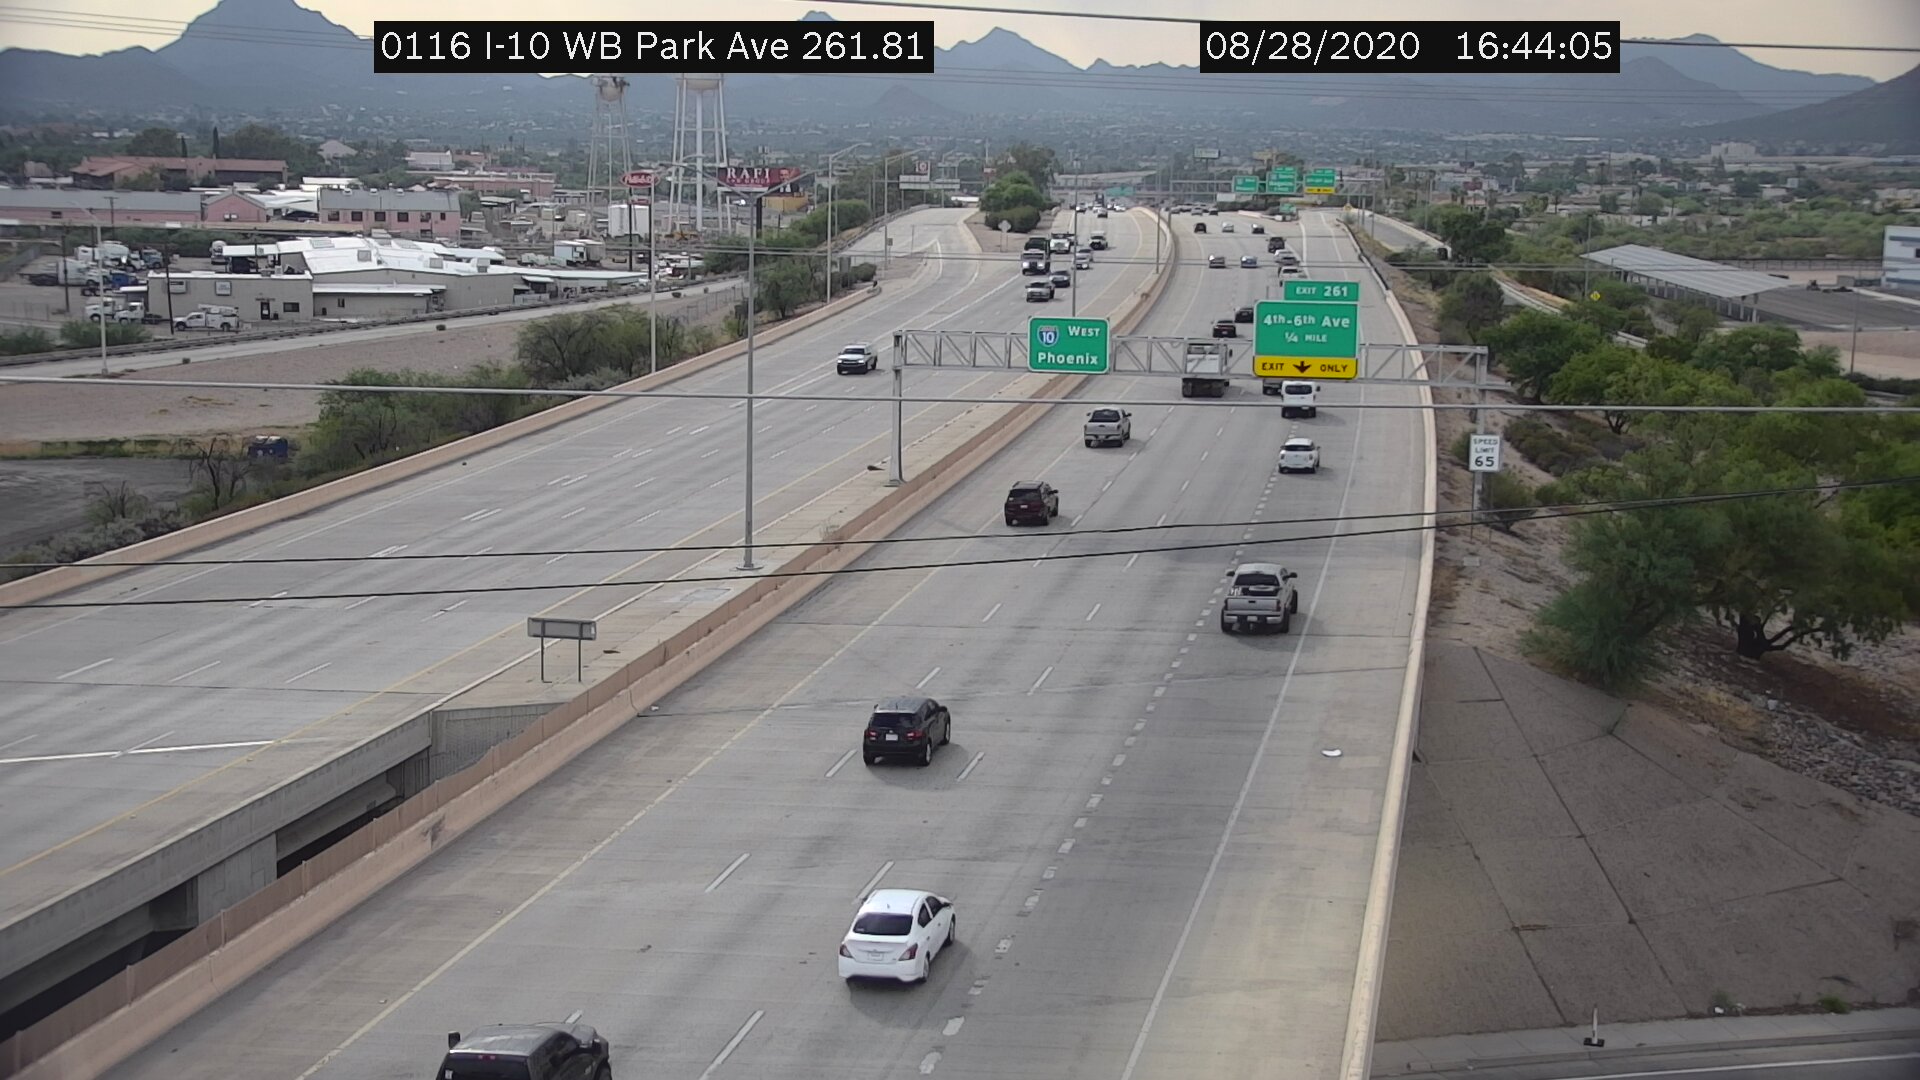 0116 I-10 WB Park Ave 261.81
08/28/2020 16:44:05
RAFI
EXIT 261
4th-6th Ave
1/4 MILE
EXIT ONLY
10
WEST
Phoenix
SPEED
LIMIT
65